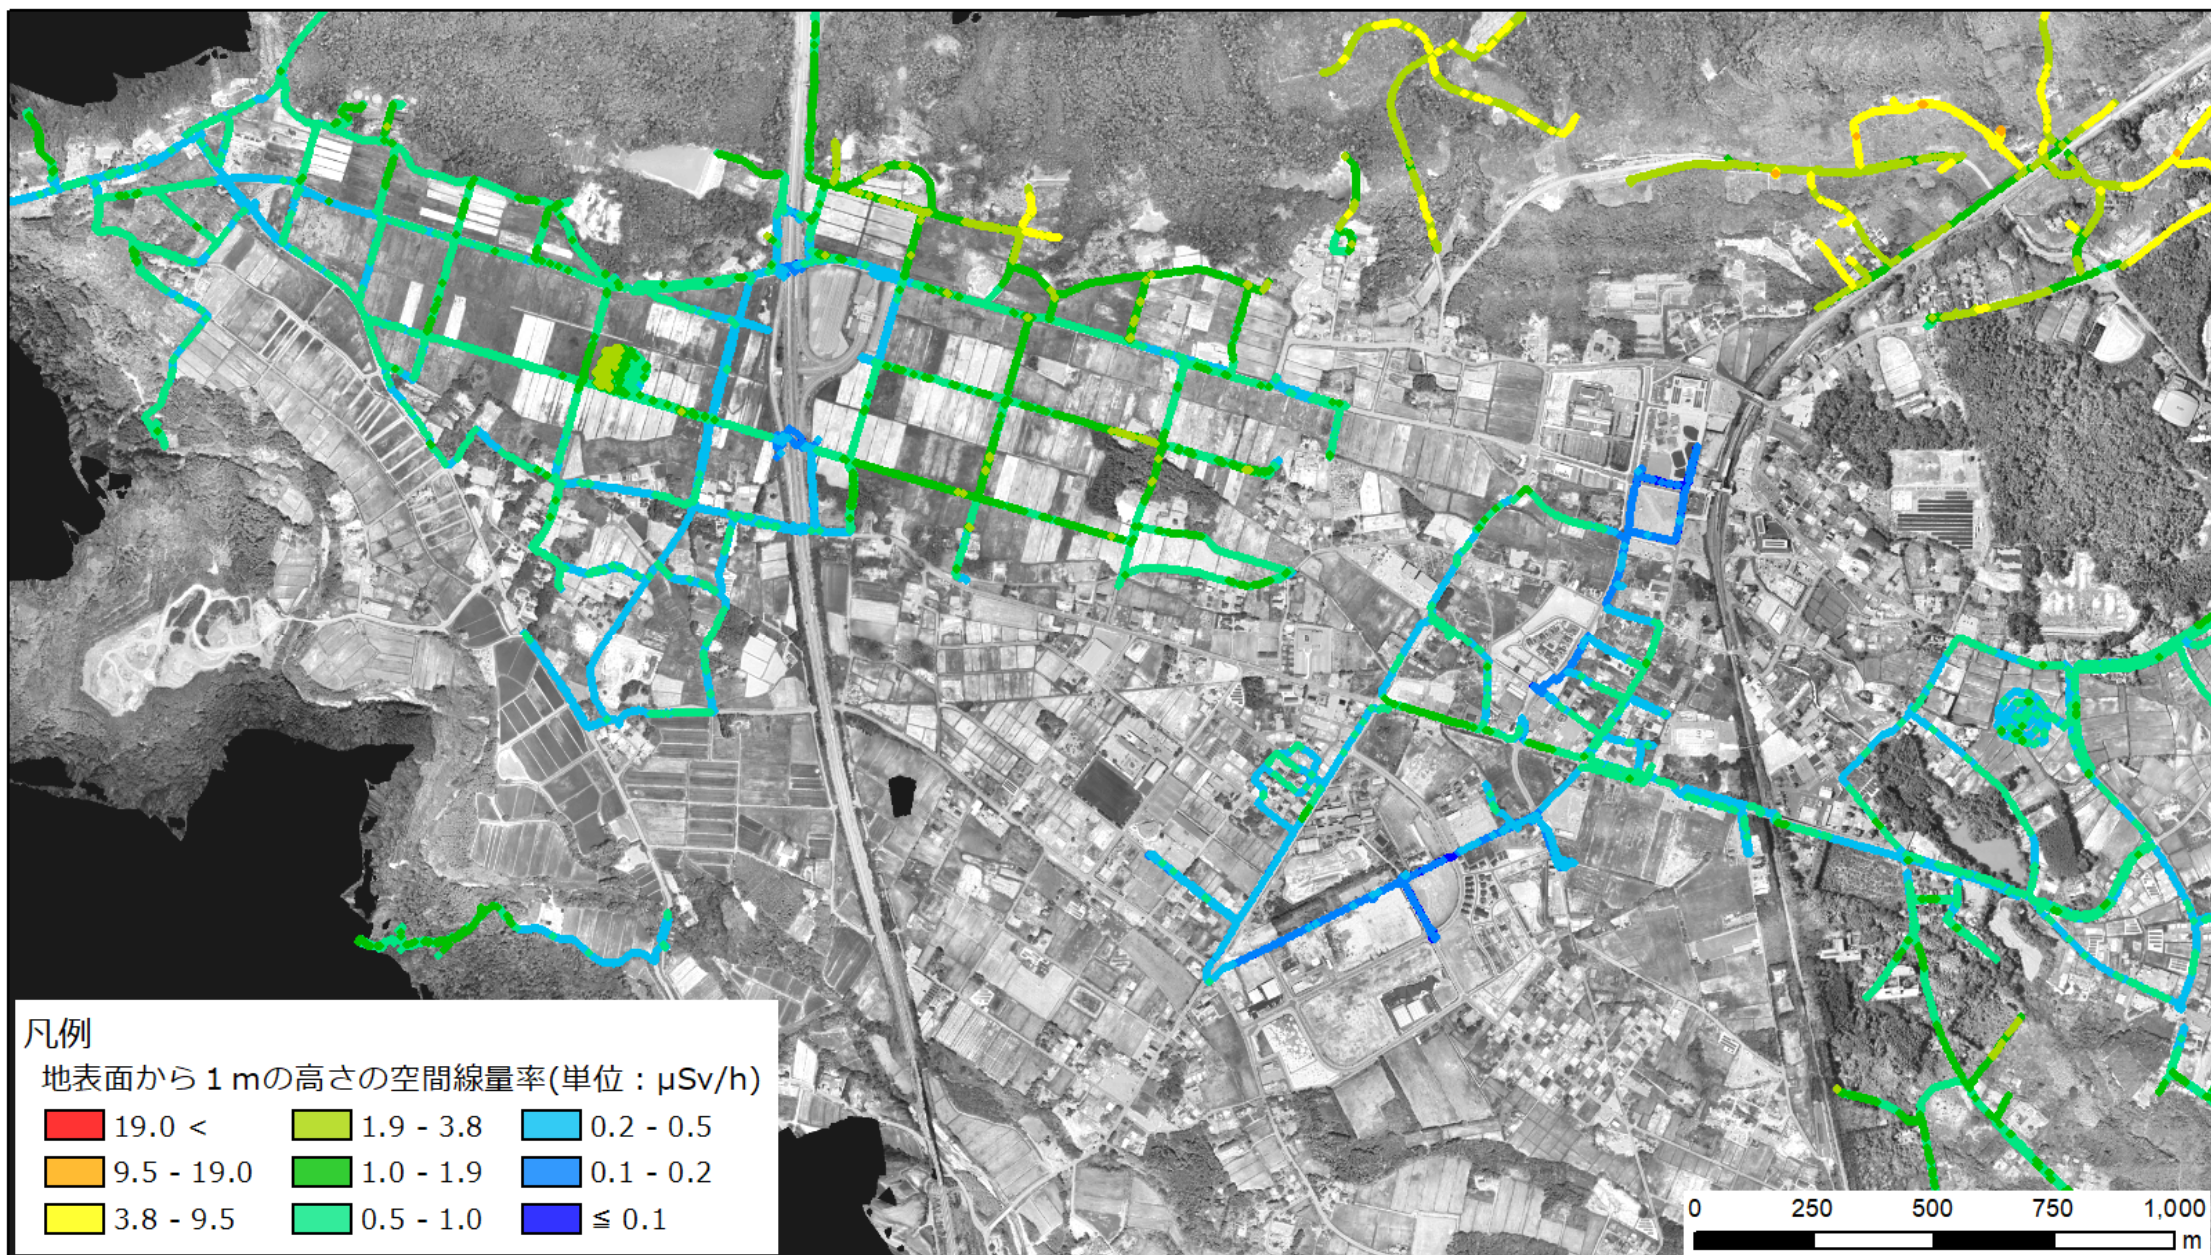 凡例
地表面から1mの高さの空間線量率(単位：μSv/h)
19.0 < 1.9 - 3.8 0.2 - 0.5
9.5 - 19.0 1.0 - 1.9 0.1 - 0.2
3.8 - 9.5 0.5 - 1.0 ≦ 0.1
0 250 500 750 1,000
m